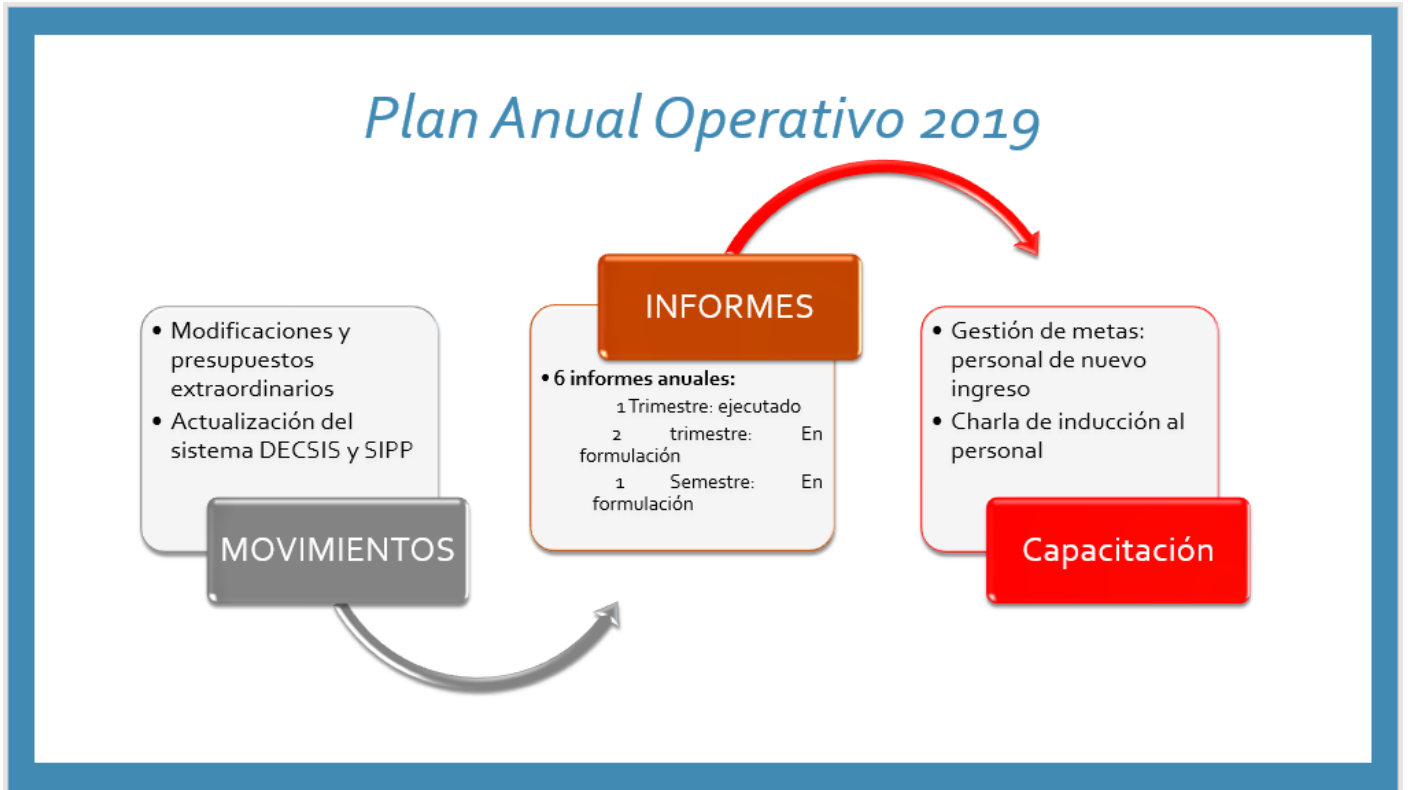 Plan Anual Operativo 2019
• Modificaciones y
presupuestos
extraordinarios
• Actualización del
sistema DECSIS y SIPP
MOVIMIENTOS
INFORMES
• 6 informes anuales:
1 Trimestre: ejecutado
2 trimestre: En
formulación
1 Semestre: En
formulación
• Gestión de metas:
personal de nuevo
ingreso
• Charla de inducción al
personal
Capacitación